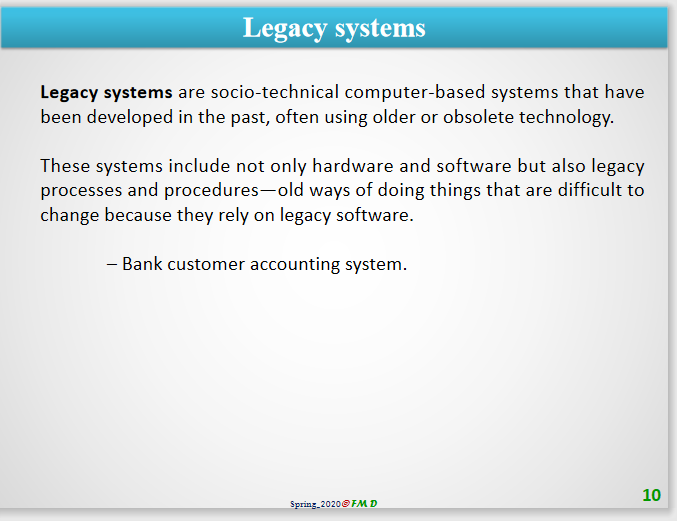 Legacy systems
Legacy systems are socio-technical computer-based systems that have
been developed in the past, often using older or obsolete technology.
These systems include not only hardware and software but also legacy
processes and procedures—old ways of doing things that are difficult to
change because they rely on legacy software.
– Bank customer accounting system.
Spring_2020@FMD
10